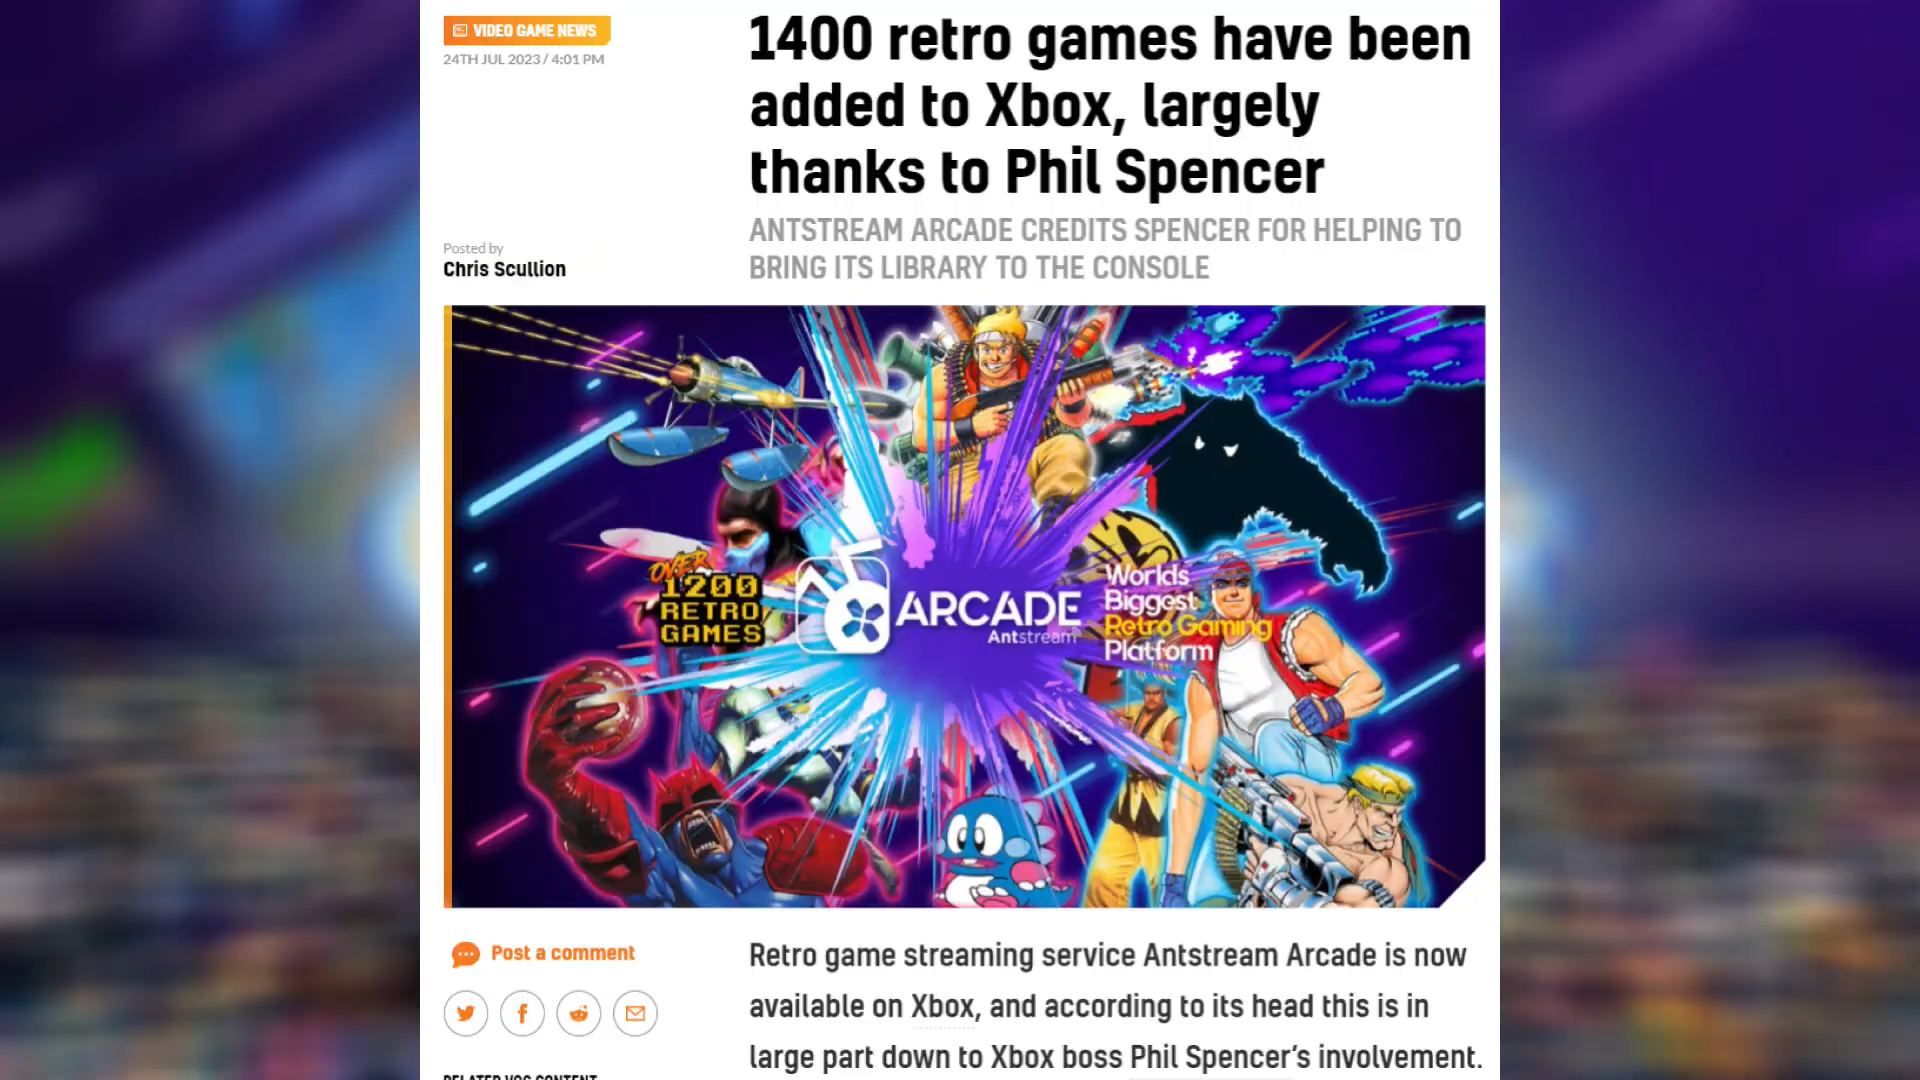 VIDEO GAME NEWS
24TH JUL 2023 / 4:01 PM
1400 retro games have been
added to Xbox, largely
thanks to Phil Spencer
ANTSTREAM ARCADE CREDITS SPENCER FOR HELPING TO
BRING ITS LIBRARY TO THE CONSOLE
Posted by
Chris Scullion
OVER
1200
RETRO
GAMES
ARCADE
Antstream
Worlds
Biggest
Retro Gaming
Platform
Post a comment
Retro game streaming service Antstream Arcade is now
available on Xbox, and according to its head this is in
large part down to Xbox boss Phil Spencer's involvement.
RELATED VGC CONTENT